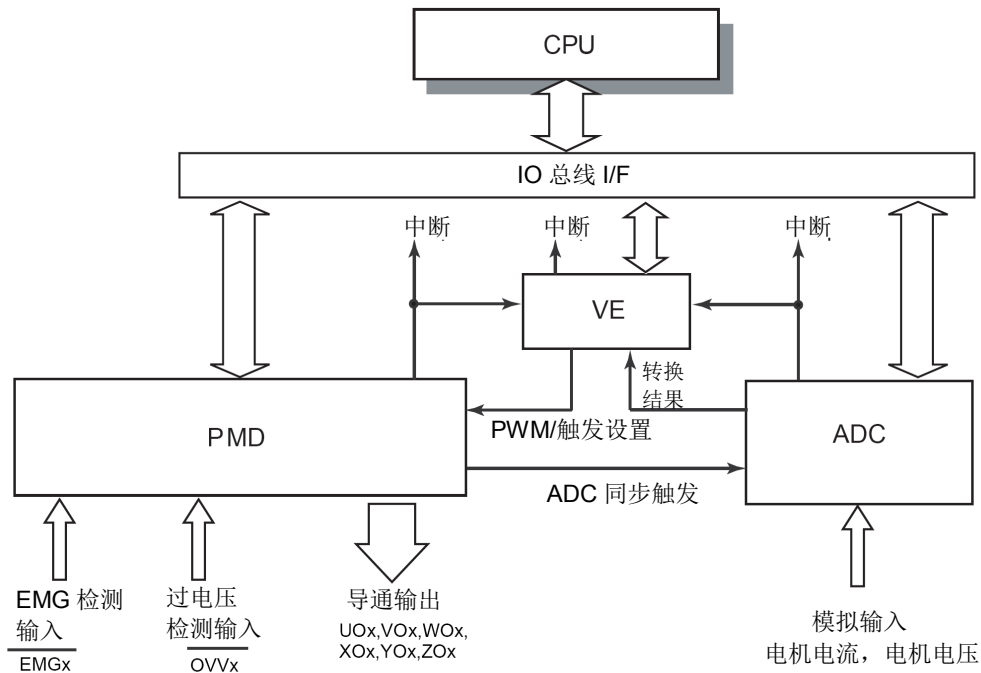 CPU
IO 总线 I/F
中断
中断
中断
VE
转换
结果
PMD
PWM/触发设置
ADC
ADC 同步触发
EMG 检测
输入
EMGx
过电压
检测输入
OVVx
导通输出
UOx,VOx,WOx,
XOx,YOx,ZOx
模拟输入
电机电流，电机电压